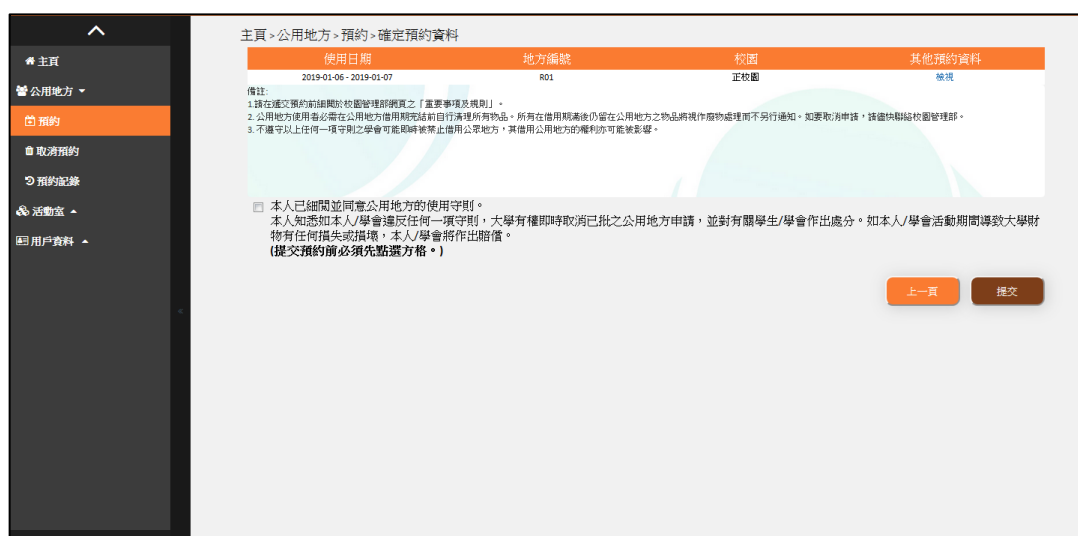 主頁
公用地方
預約
取消預約
預約記錄
活動室
用戶資料
<
主頁>公用地方>預約>確定預約資料
使用日期 地方編號 校園 其他預約資料
2019-01-06 - 2019-01-07 R01 正校園 檢視
備註:
1.請在遞交預約前細閱於校園管理部網頁之「重要事項及規則」。
2. 公用地方使用者必需在公用地方借用期完結前自行清理所有物品。所有在借用期滿後仍留在公用地方之物品將視作廢物處理而不另行通知。如要取消申請，請儘快聯絡校園管理部。
3. 不遵守以上任何一項守則之學會可能即時被禁止借用公眾地方，其借用公用地方的權利亦可能被影響。
本人已細閱並同意公用地方的使用守則。
本人知悉如本人/學會違反任何一項守則，大學有權即時取消已批之公用地方申請，並對有關學生/學會作出處分。如本人/學會活動期間導致大學財
物有任何損失或損壞，本人/學會將作出賠償。
(提交預約前必須先點選方格。)
上一頁 提交